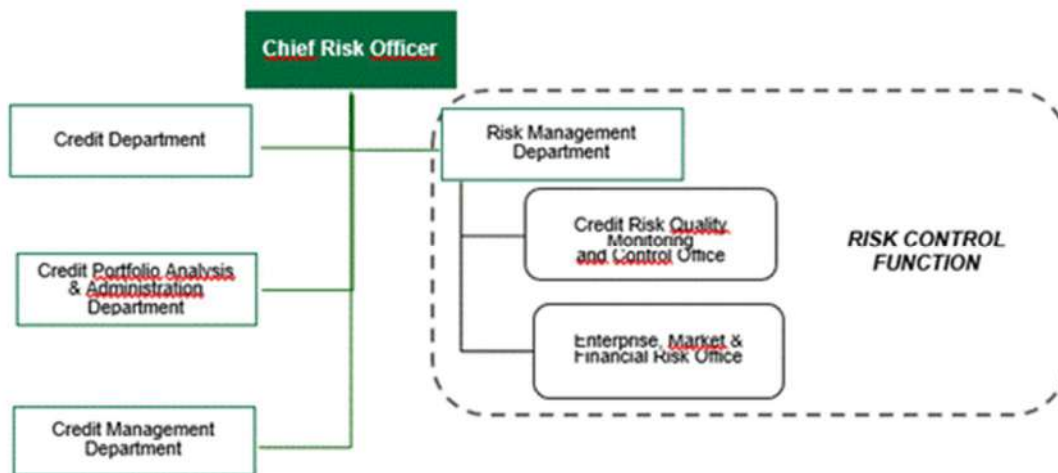 Chief Risk Officer
Credit Department
Risk Management
Department
Credit Risk Quality
Monitoring
and Control Office
RISK CONTROL
FUNCTION
Credit Portfolio Analysis
& Administration
Department
Enterprise, Market &
Financial Risk Office
Credit Management
Department